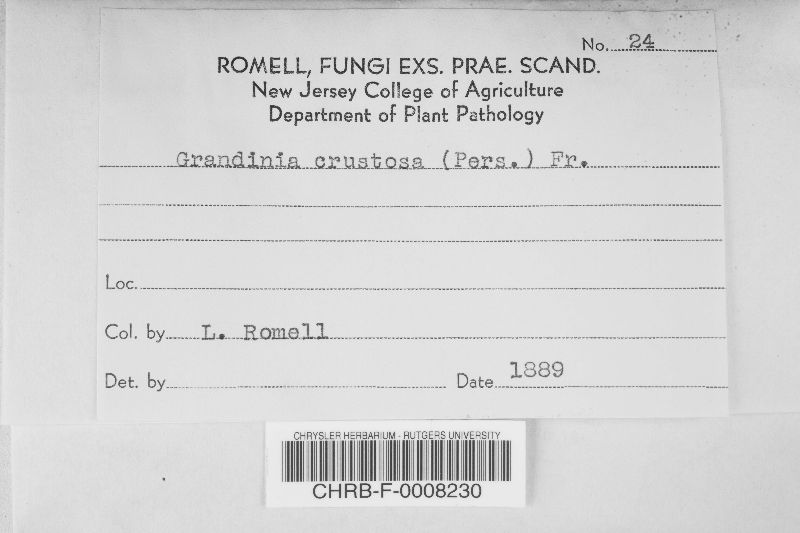 No. 24
ROMELL, FUNGI EXS. PRAE. SCAND.
New Jersey College of Agriculture
Department of Plant Pathology
Grandinia crustosa (Pers.) Fr.
Loc.
Col. by L. Romell
Det. by Date 1889
CHRYSLER HERBARIUM - RUTGERS UNIVERSITY
CHRB-F-0008230